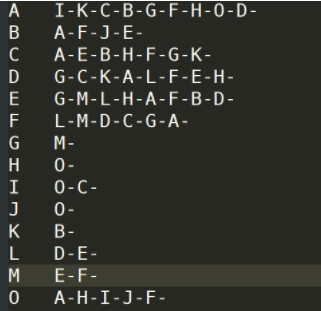 A I-K-C-B-G-F-H-O-D-
B A-F-J-E-
C A-E-B-H-F-G-K-
D G-C-K-A-L-F-E-H-
E G-M-L-H-A-F-B-D-
F L-M-D-C-G-A-
G M-
H O-
I O-C-
J O-
K B-
L D-E-
M E-F-
O A-H-I-J-F-